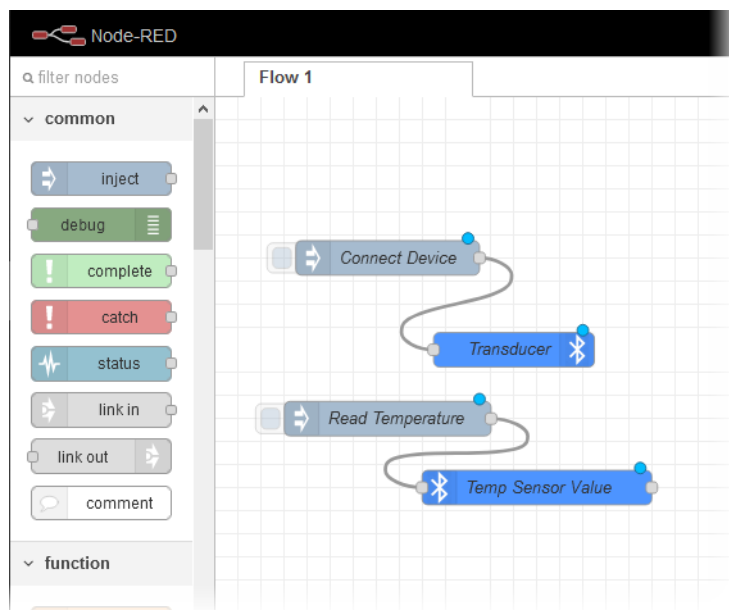 Node-RED
filter nodes
Flow 1
common
inject
debug
complete
catch
status
link in
link out
comment
function
Connect Device
Transducer
Read Temperature
Temp Sensor Value